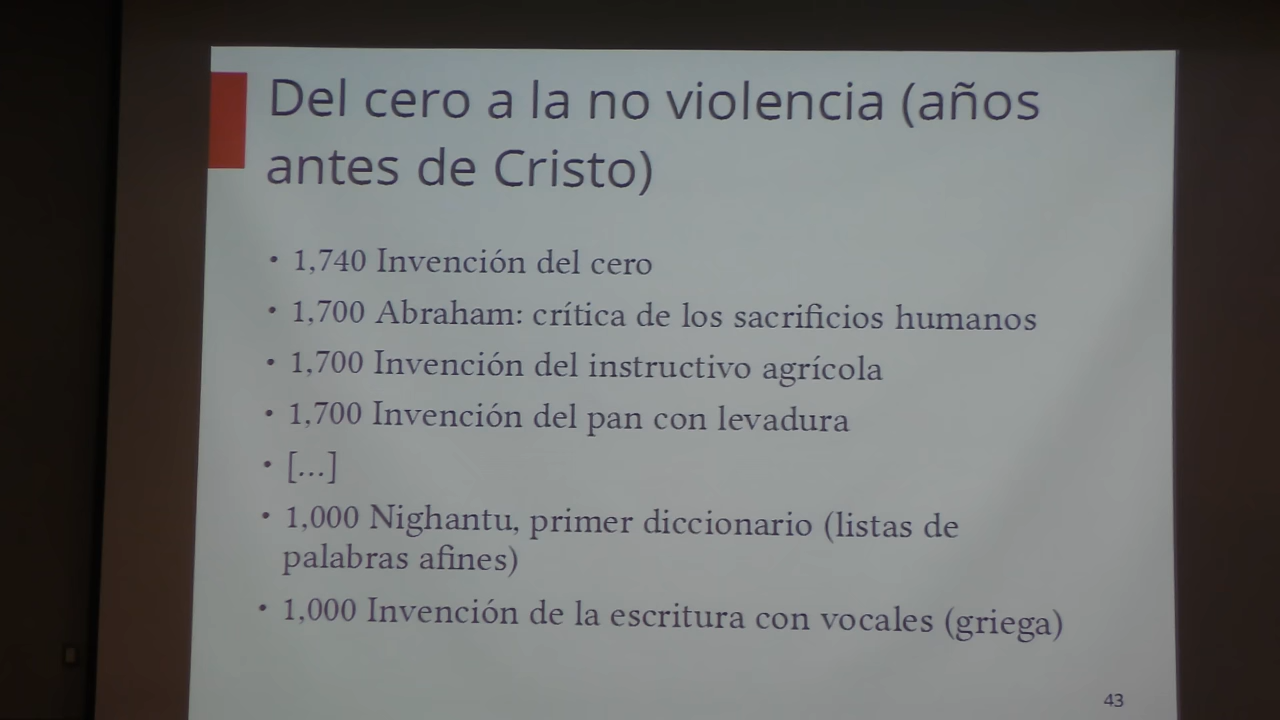 Del cero a la no violencia (años
antes de Cristo)
• 1,740 Invención del cero
• 1,700 Abraham: crítica de los sacrificios humanos
• 1,700 Invención del instructivo agrícola
• 1,700 Invención del pan con levadura
• [...]
• 1,000 Nighantu, primer diccionario (listas de
palabras afines)
• 1,000 Invención de la escritura con vocales (griega)
43